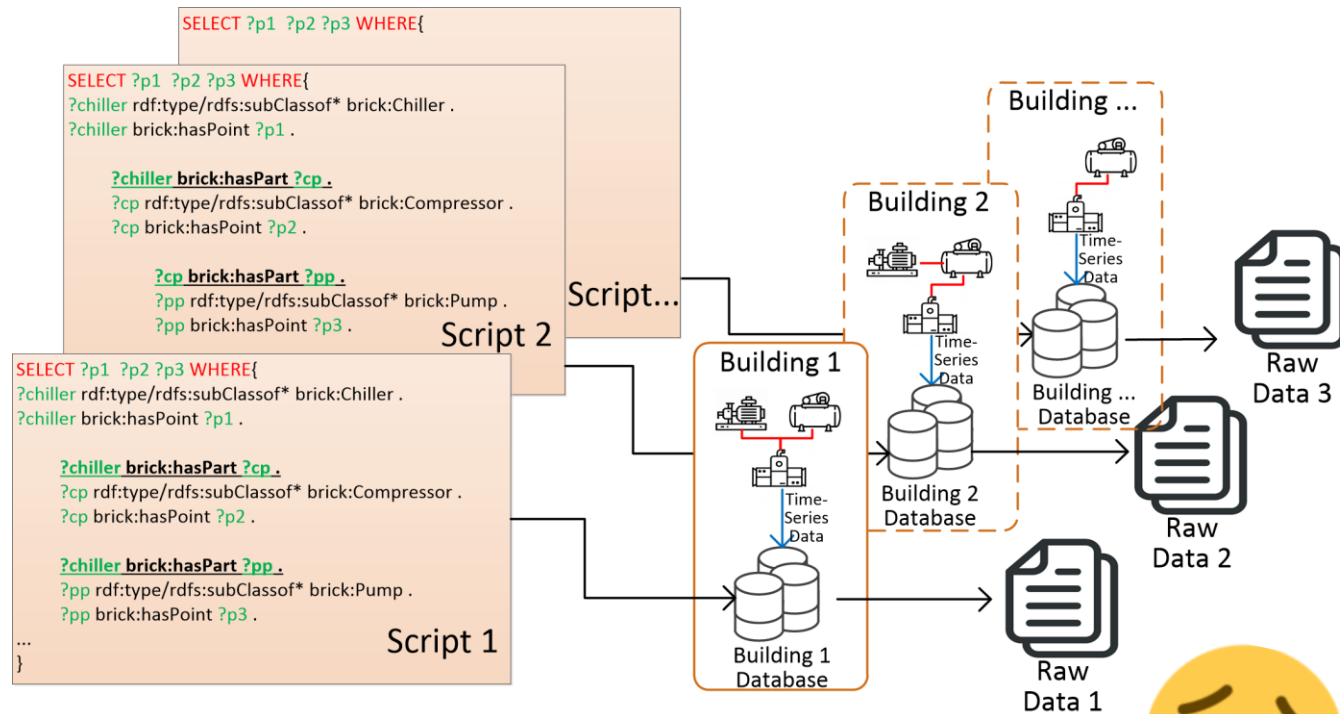 SELECT ?p1 ?p2 ?p3 WHERE{
SELECT ?p1 ?p2 ?p3 WHERE{
?chiller rdf:type/rdfs:subClassof* brick:Chiller .
?chiller brick:hasPoint ?p1 .
?chiller brick:hasPart ?cp .
?cp rdf:type/rdfs:subClassof* brick:Compressor .
?cp brick:hasPoint ?p2 .
?cp brick:hasPart ?pp .
?pp rdf:type/rdfs:subClassof* brick:Pump .
?pp brick:hasPoint ?p3 .
Script...
Script 2
SELECT ?p1 ?p2 ?p3 WHERE{
?chiller rdf:type/rdfs:subClassof* brick:Chiller .
?chiller brick:hasPoint ?p1 .
?chiller brick:hasPart ?cp .
?cp rdf:type/rdfs:subClassof* brick:Compressor .
?cp brick:hasPoint ?p2 .
?chiller brick:hasPart ?pp .
?pp rdf:type/rdfs:subClassof* brick:Pump .
?pp brick:hasPoint ?p3 .
...
}
Script 1
Building ...
Time-
Series
Data
Building ...
Database
Raw
Data 3
Building 2
Time-
Series
Data
Building 2
Database
Raw
Data 2
Building 1
Time-
Series
Data
Building 1
Database
Raw
Data 1